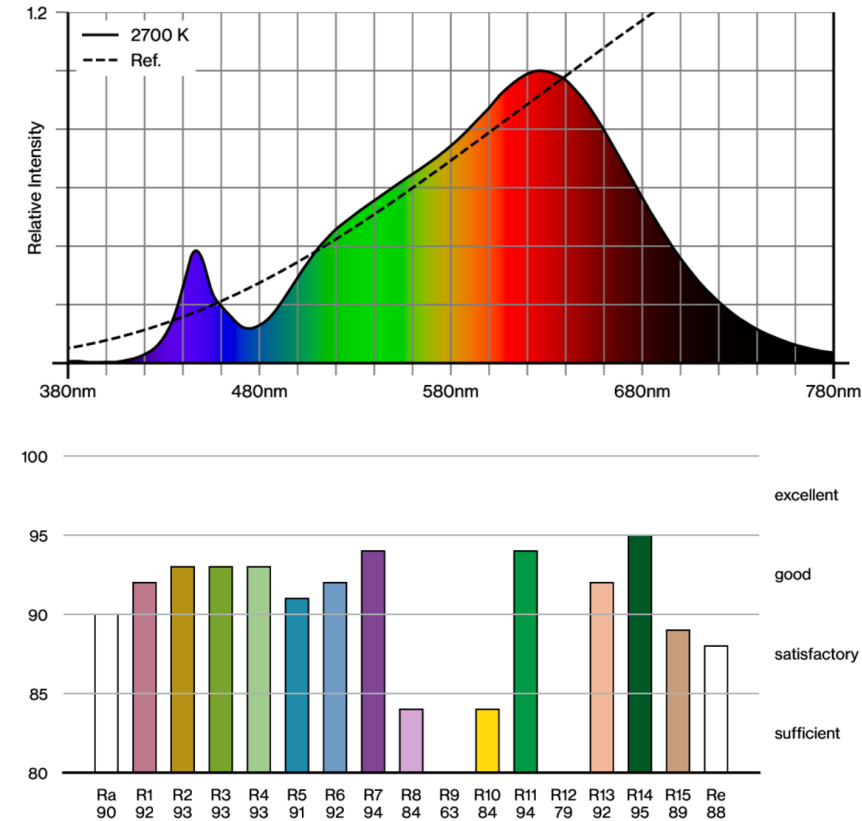 1.2
2700 K
Ref.
Relative Intensity
380nm 480nm 580nm 680nm 780nm
100
excellent
95
good
90
satisfactory
85
sufficient
80
Ra R1 R2 R3 R4 R5 R6 R7 R8 R9 R10 R11 R12 R13 R14 R15 Re
90 92 93 93 93 91 92 94 84 63 84 94 79 92 95 89 88